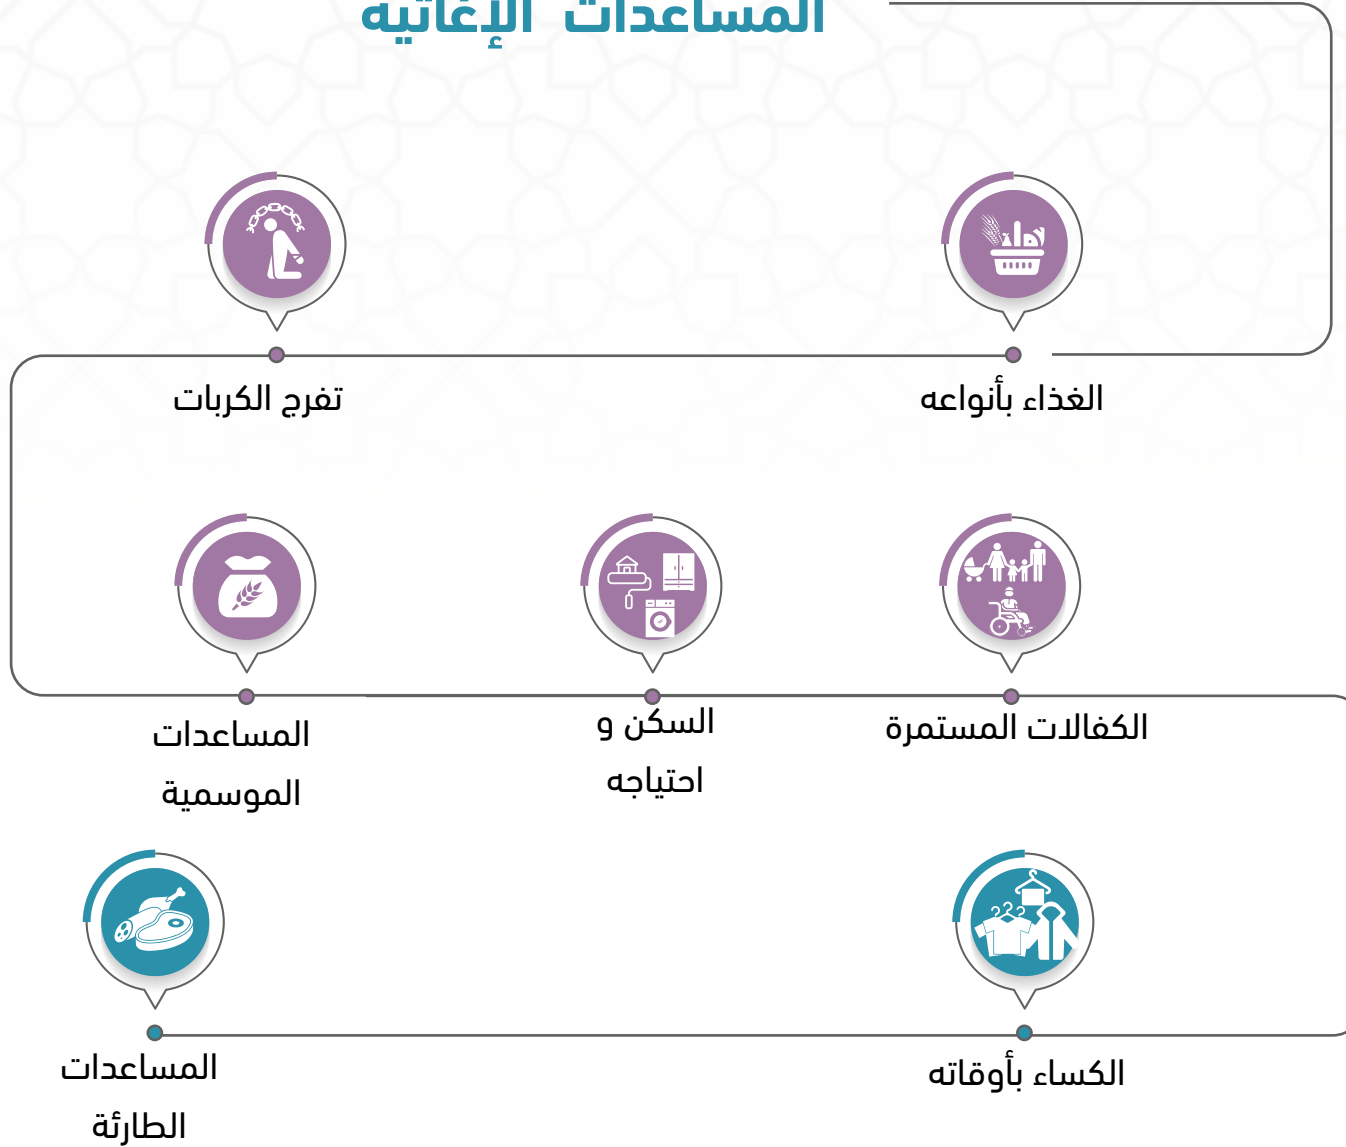 المساعدات الإغاثية
الغذاء بأنواعه
تفرج الكربات
الكفالات المستمرة
السكن و
احتياجه
المساعدات
الموسمية
الكساء بأوقاته
المساعدات
الطارئة